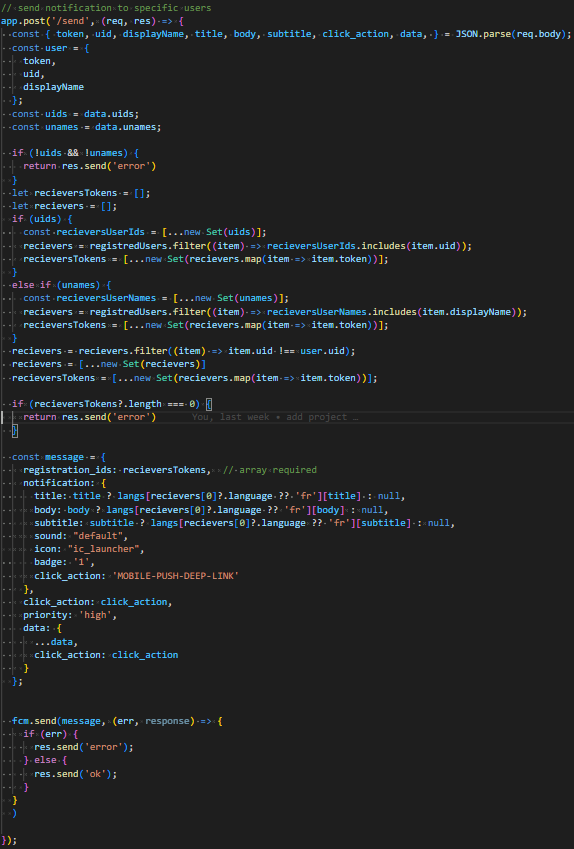 // send notification to specific users
app.post('/send', (req, res) => {
  const { token, uid, displayName, title, body, subtitle, click_action, data, } = JSON.parse(req.body);
  const user = {
    token,
    uid,
    displayName
  };
  const uids = data.uids;
  const unames = data.unames;

  if (!uids && !unames) {
    return res.send('error')
  }
  let recieversTokens = [];
  let recievers = [];
  if (uids) {
    const recieversUserIds = [...new Set(uids)];
    recievers = registredUsers.filter((item) => recieversUserIds.includes(item.uid));
    recieversTokens = [...new Set(recievers.map(item => item.token))];
  }
  else if (unames) {
    const recieversUserNames = [...new Set(unames)];
    recievers = registredUsers.filter((item) => recieversUserNames.includes(item.displayName));
    recieversTokens = [...new Set(recievers.map(item => item.token))];
  }
  recievers = recievers.filter((item) => item.uid !== user.uid);
  recievers = [...new Set(recievers)]
  recieversTokens = [...new Set(recievers.map(item => item.token))];

  if (recieversTokens?.length === 0) {
    return res.send('error') You, last week • add project …
  }

  const message = {
    registration_ids: recieversTokens, // array required
    notification: {
      title: title ? langs[recievers[0]?.language ?? 'fr'][title] : null,
      body: body ? langs[recievers[0]?.language ?? 'fr'][body] : null,
      subtitle: subtitle ? langs[recievers[0]?.language ?? 'fr'][subtitle] : null,
      sound: "default",
      icon: "ic_launcher",
      badge: '1',
      click_action: 'MOBILE-PUSH-DEEP-LINK'
    },
    click_action: click_action,
    priority: 'high',
    data: {
      ...data,
      click_action: click_action
    }
  };


  fcm.send(message, (err, response) => {
    if (err) {
      res.send('error');
    } else {
      res.send('ok');
    }
  }
  )

});